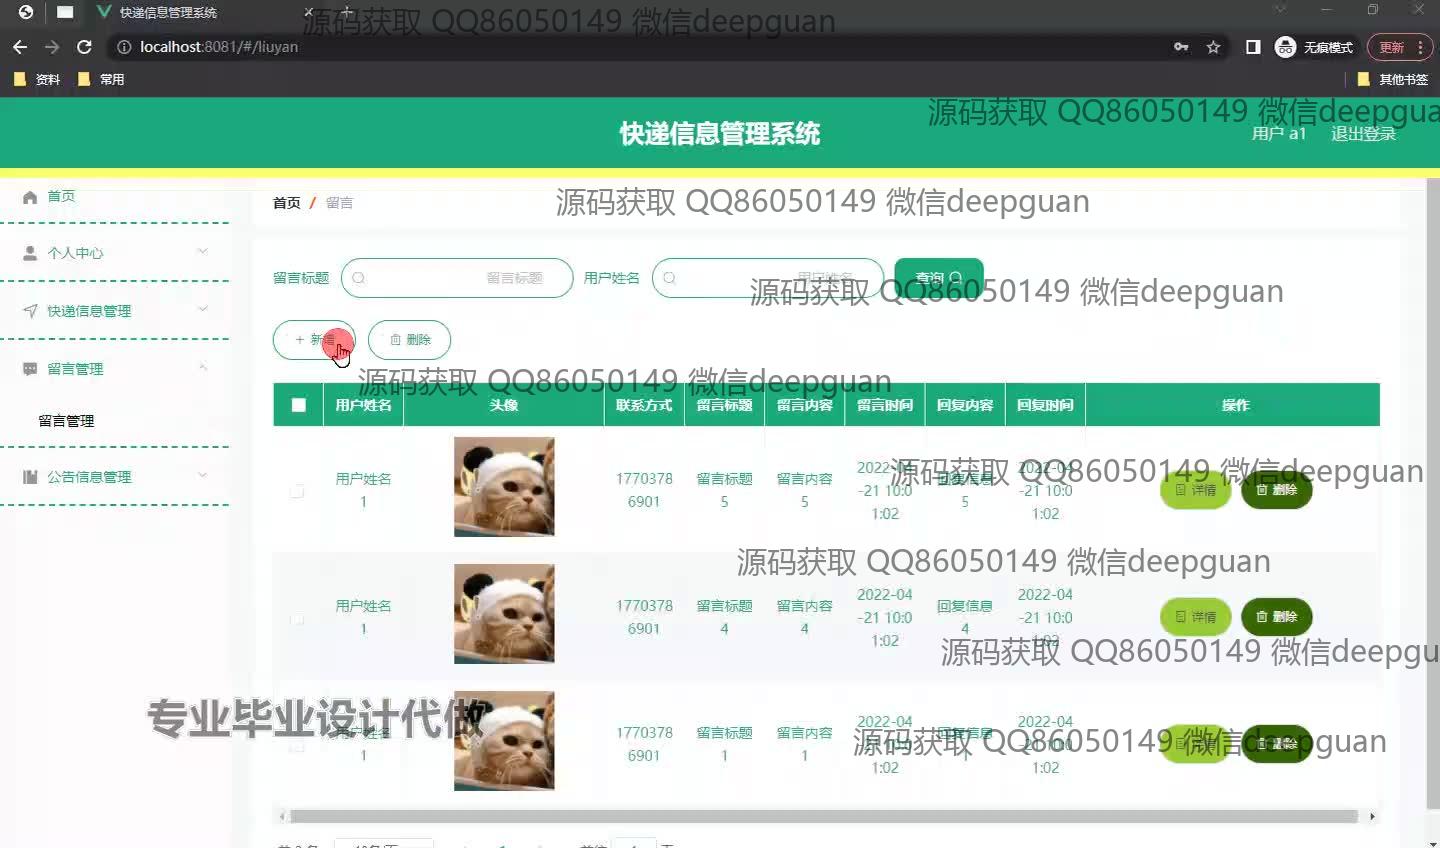 快递信息管理系统
源码获取 QQ86050149 微信deepguan
localhost:8081/#/liuyan
无痕模式
更新
资料
常用
其他书签
快递信息管理系统
源码获取 QQ86050149 微信deepgua
用户 a1
退出登录
首页
首页 / 留言
源码获取 QQ86050149 微信deepguan
个人中心
留言标题
留言标题
用户姓名
用户姓名
查询
源码获取 QQ86050149 微信deepguan
快递信息管理
+ 新增
删除
留言管理
源码获取 QQ86050149 微信deepguan
用户姓名 头像 联系方式 留言标题 留言内容 留言时间 回复内容 回复时间 操作
留言管理
公告信息管理
用户姓名1 17703786901 留言标题5 留言内容5 2022-04-21 10:01:02 回复信息5 2022-04-21 10:01:02 详情 删除
源码获取 QQ86050149 微信deepguan
源码获取 QQ86050149 微信deepguan
用户姓名1 17703786901 留言标题4 留言内容4 2022-04-21 10:01:02 回复信息4 2022-04-21 10:01:02 详情 删除
源码获取 QQ86050149 微信deepgu
专业毕业设计代做
用户姓名1 17703786901 留言标题1 留言内容1 2022-04-21 10:01:02 回复信息1 2022-04-21 10:01:02 详情 删除
源码获取 QQ86050149 微信deepguan